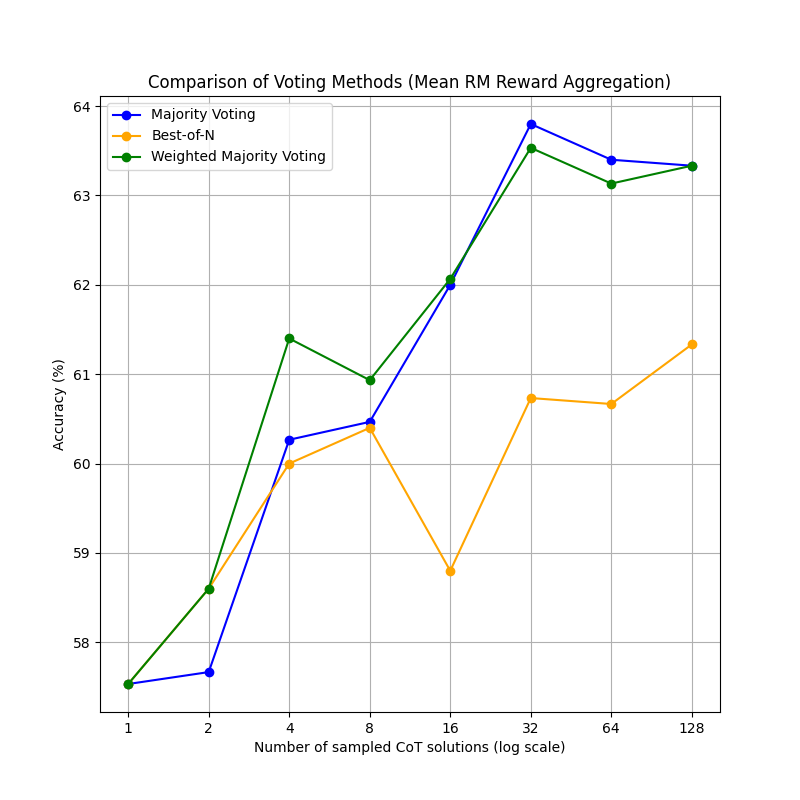 Comparison of Voting Methods (Mean RM Reward Aggregation)
Majority Voting
Best-of-N
Weighted Majority Voting
64
63
62
61
60
59
58
Accuracy (%)
1 2 4 8 16 32 64 128
Number of sampled CoT solutions (log scale)